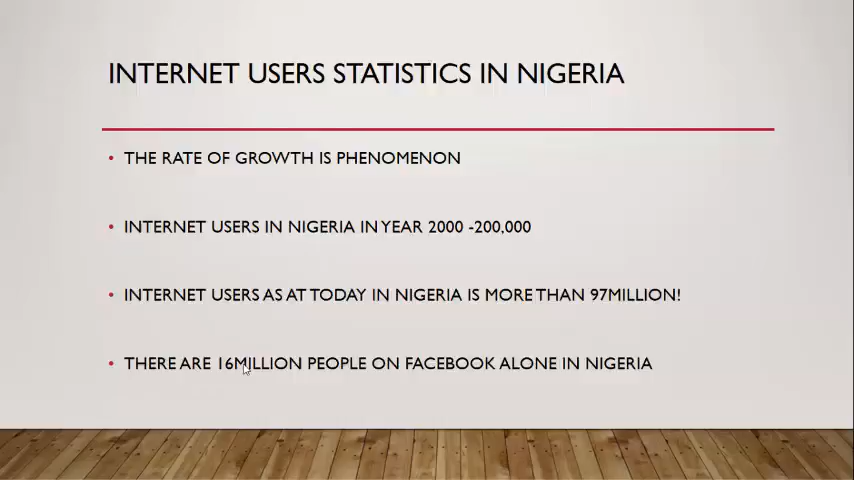 INTERNET USERS STATISTICS IN NIGERIA
• THE RATE OF GROWTH IS PHENOMENON
• INTERNET USERS IN NIGERIA IN YEAR 2000 -200,000
• INTERNET USERS AS AT TODAY IN NIGERIA IS MORE THAN 97MILLION!
• THERE ARE 16MILLION PEOPLE ON FACEBOOK ALONE IN NIGERIA